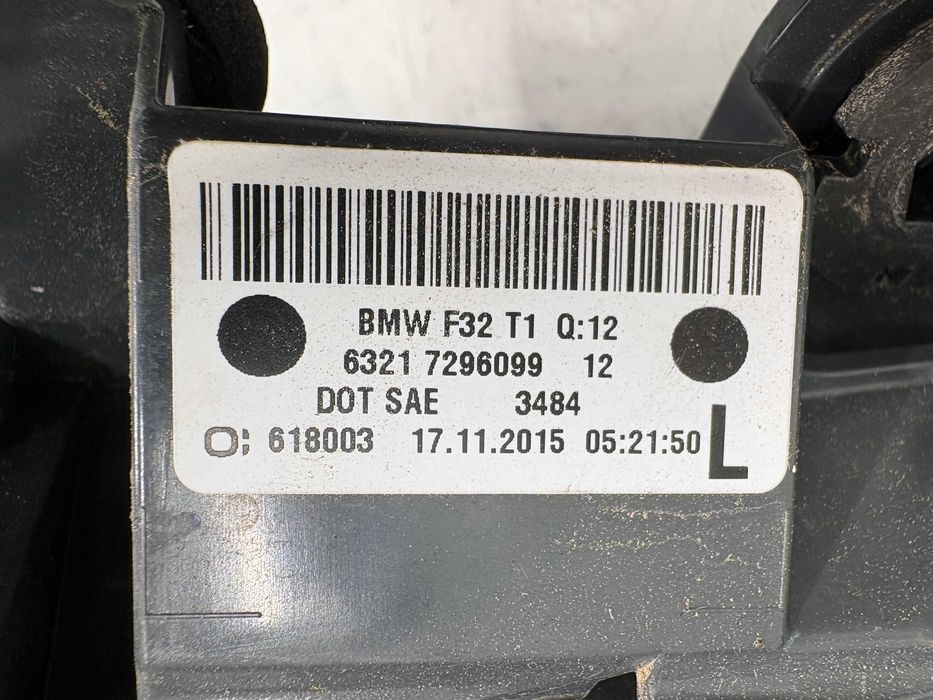 BMW F32 T1 Q:12
6321 7296099 12
DOT SAE 3484
618003 17.11.2015 05:21:50 L